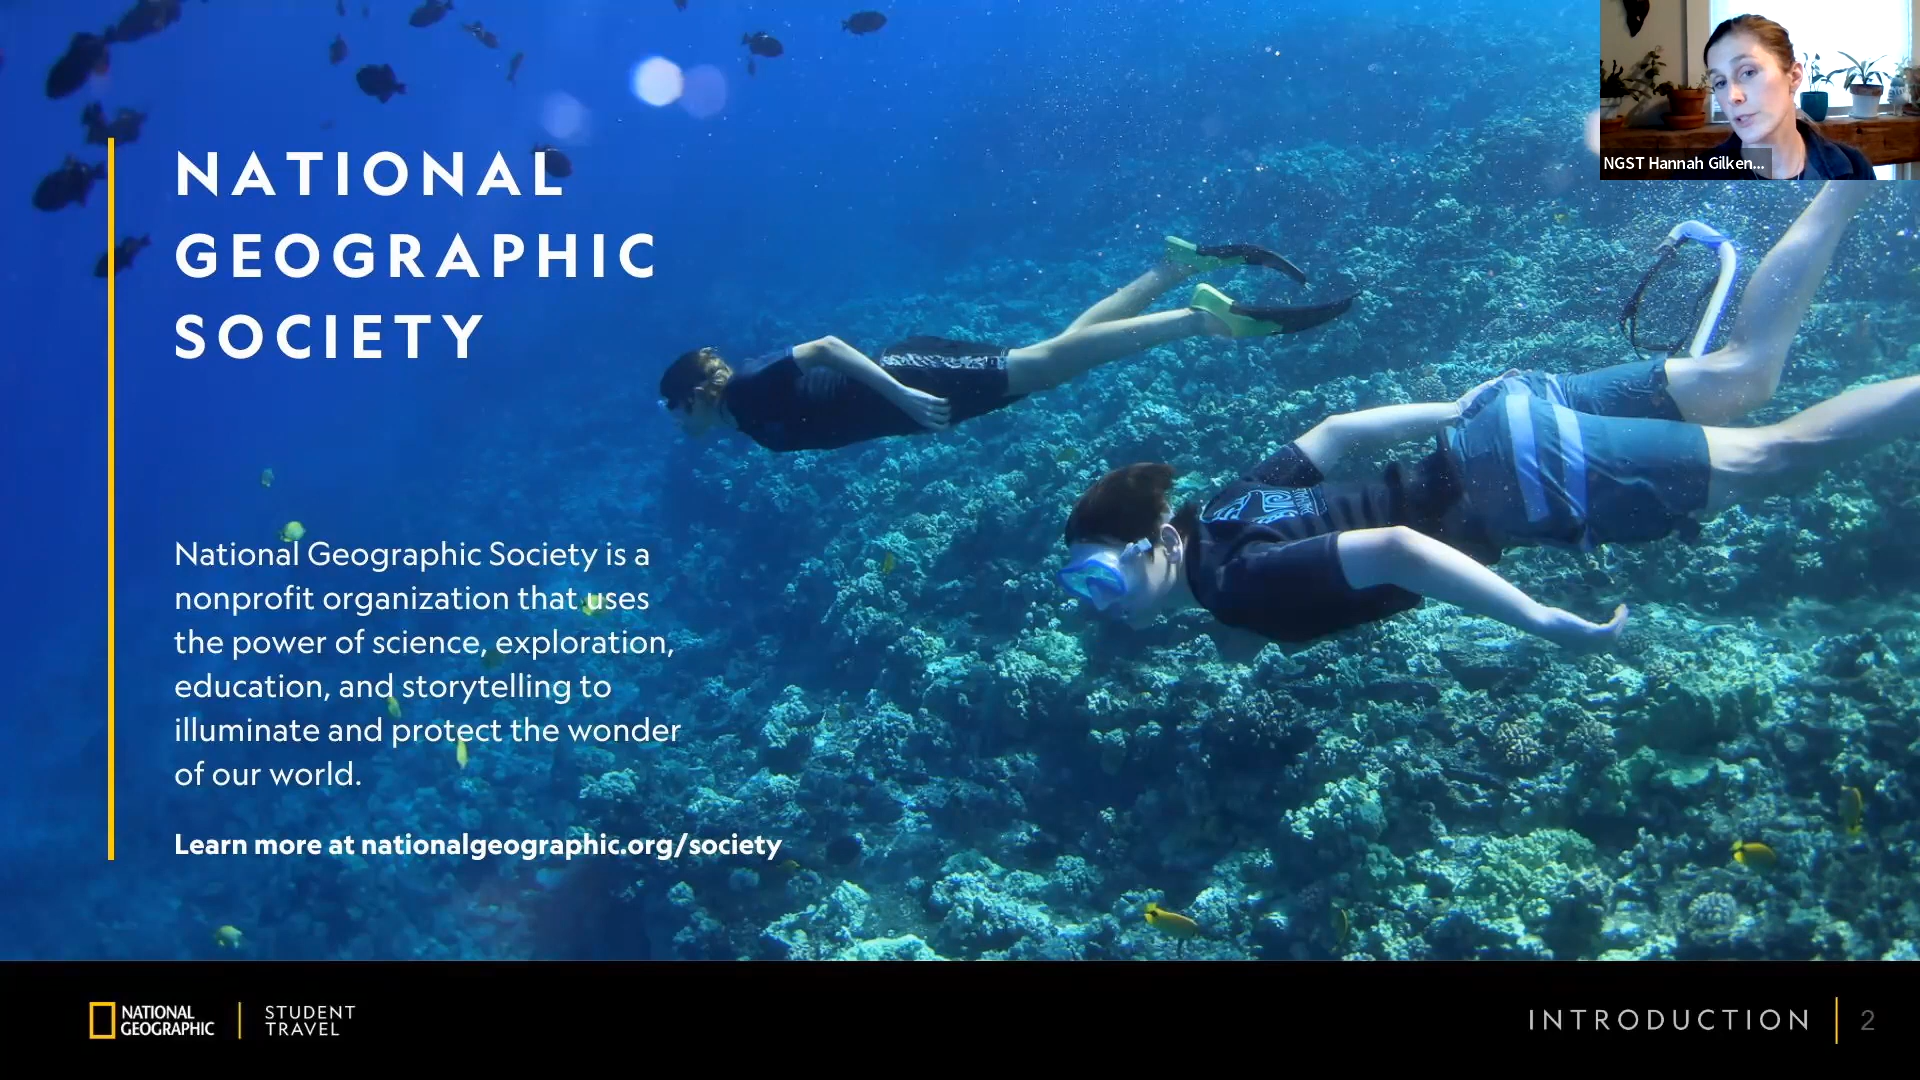 NATIONAL
GEOGRAPHIC
SOCIETY
National Geographic Society is a
nonprofit organization that uses
the power of science, exploration,
education, and storytelling to
illuminate and protect the wonder
of our world.
Learn more at nationalgeographic.org/society
NGST Hannah Gilken...
NATIONAL
GEOGRAPHIC
STUDENT
TRAVEL
INTRODUCTION
2